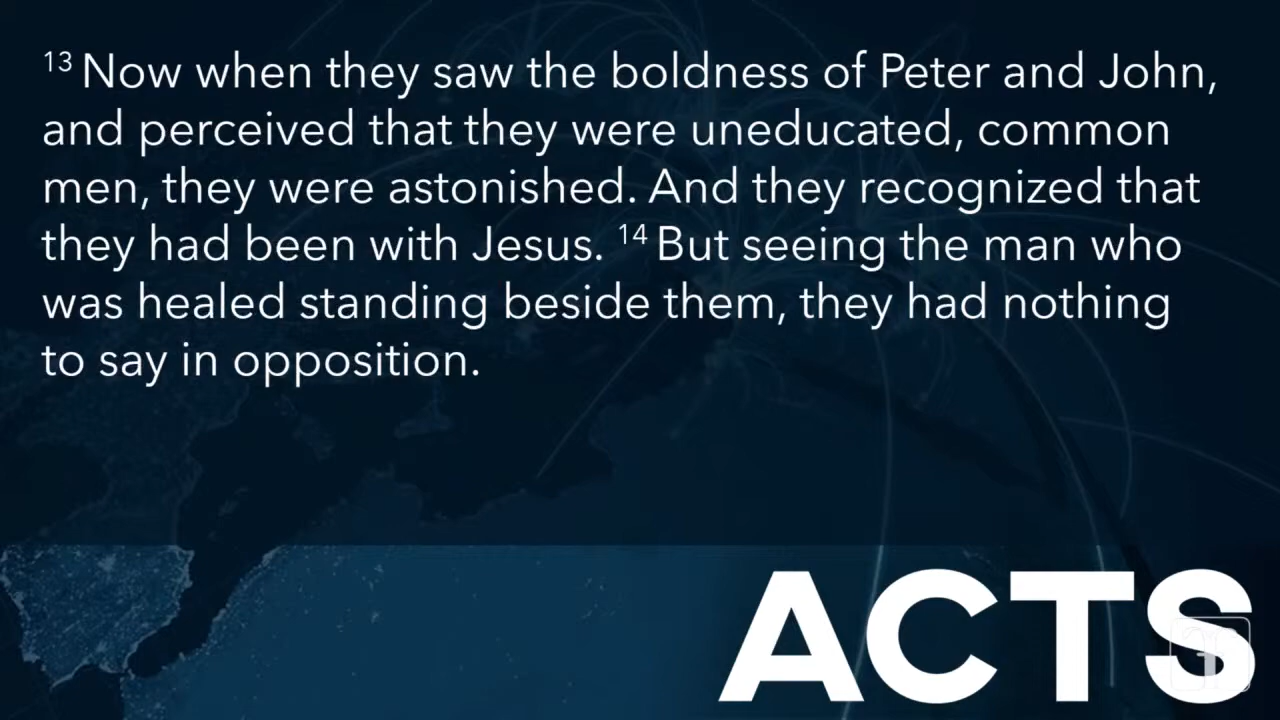 ¹³ Now when they saw the boldness of Peter and John,
and perceived that they were uneducated, common
men, they were astonished. And they recognized that
they had been with Jesus. ¹⁴ But seeing the man who
was healed standing beside them, they had nothing
to say in opposition.
ACTS